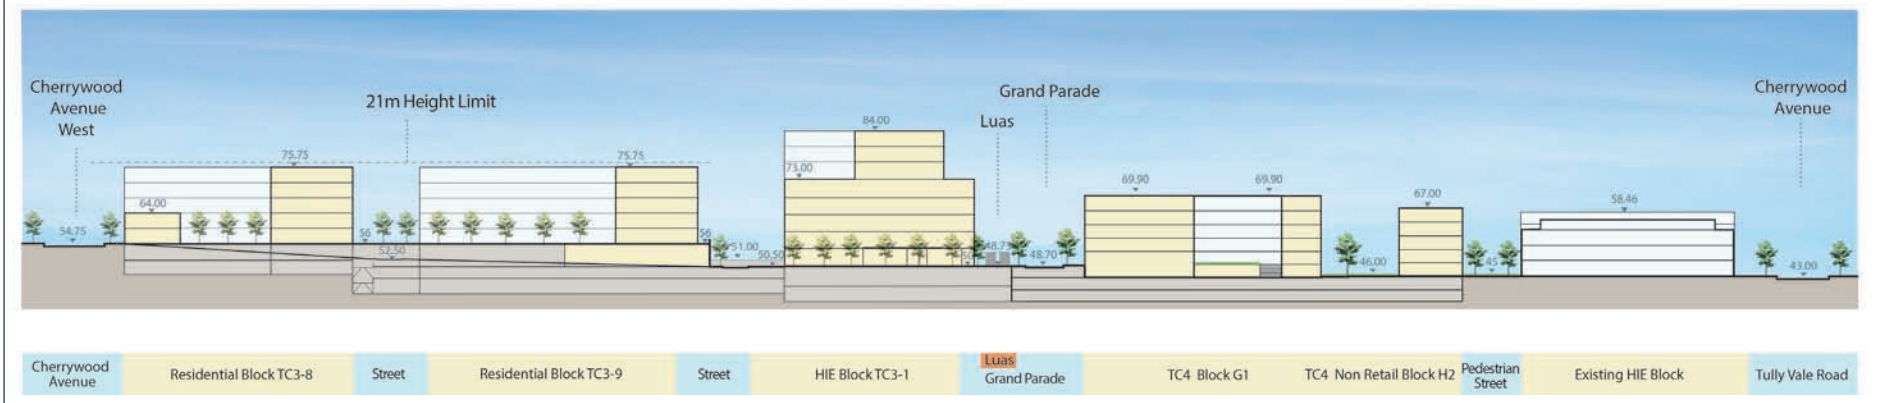 Cherrywood
Avenue
West
21m Height Limit
Grand Parade
Luas
Cherrywood
Avenue
84.00
75.75
75.75
73.00
69.90
69.90
67.00
64.00
58.46
54.75
56
52.50
56
51.00
50.50
48.75
48.70
46.00
45
43.00
Cherrywood
Avenue
Residential Block TC3-8
Street
Residential Block TC3-9
Street
HIE Block TC3-1
Luas
Grand Parade
TC4 Block G1
TC4 Non Retail Block H2
Pedestrian
Street
Existing HIE Block
Tully Vale Road